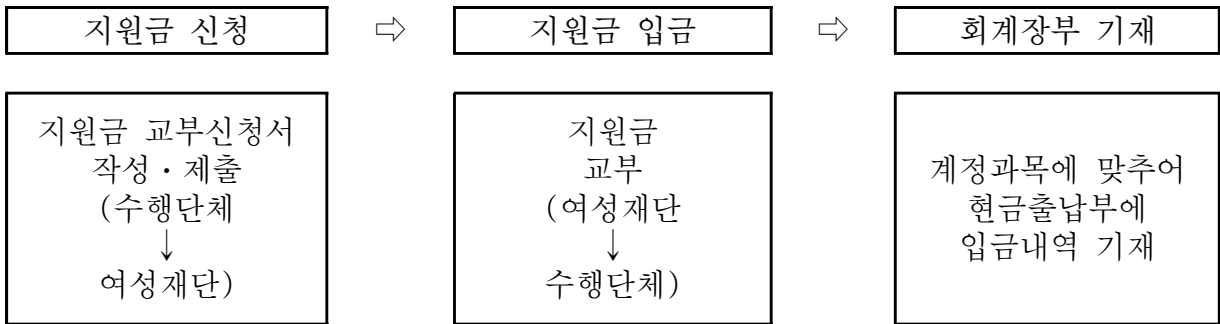 지원금 신청 ⇨ 지원금 입금 ⇨ 회계장부 기재
지원금 교부신청서
작성・제출
(수행단체
↓
여성재단)
지원금
교부
(여성재단
↓
수행단체)
계정과목에 맞추어
현금출납부에
입금내역 기재